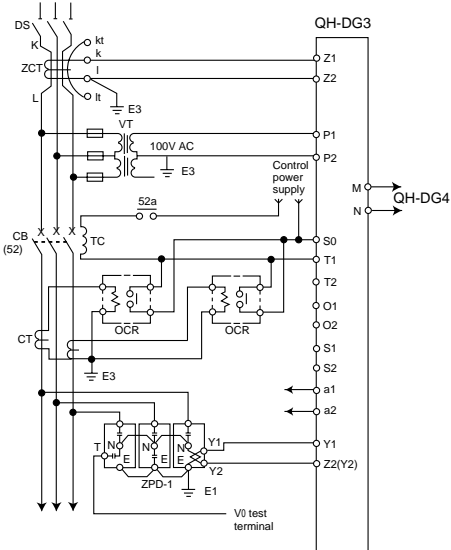 QH-DG3
DS
K
kt
k
ZCT
l
L
lt
E3
Z1
Z2
VT
100V AC
E3
P1
P2
Control
power
supply
M
N
QH-DG4
52a
CB
(52)
X X X
TC
S0
T1
T2
O1
O2
S1
S2
a1
a2
OCR
OCR
CT
E3
T
N
N
N
E
E
E
Y1
Y2
ZPD-1
E1
Y1
Z2(Y2)
V0 test
terminal